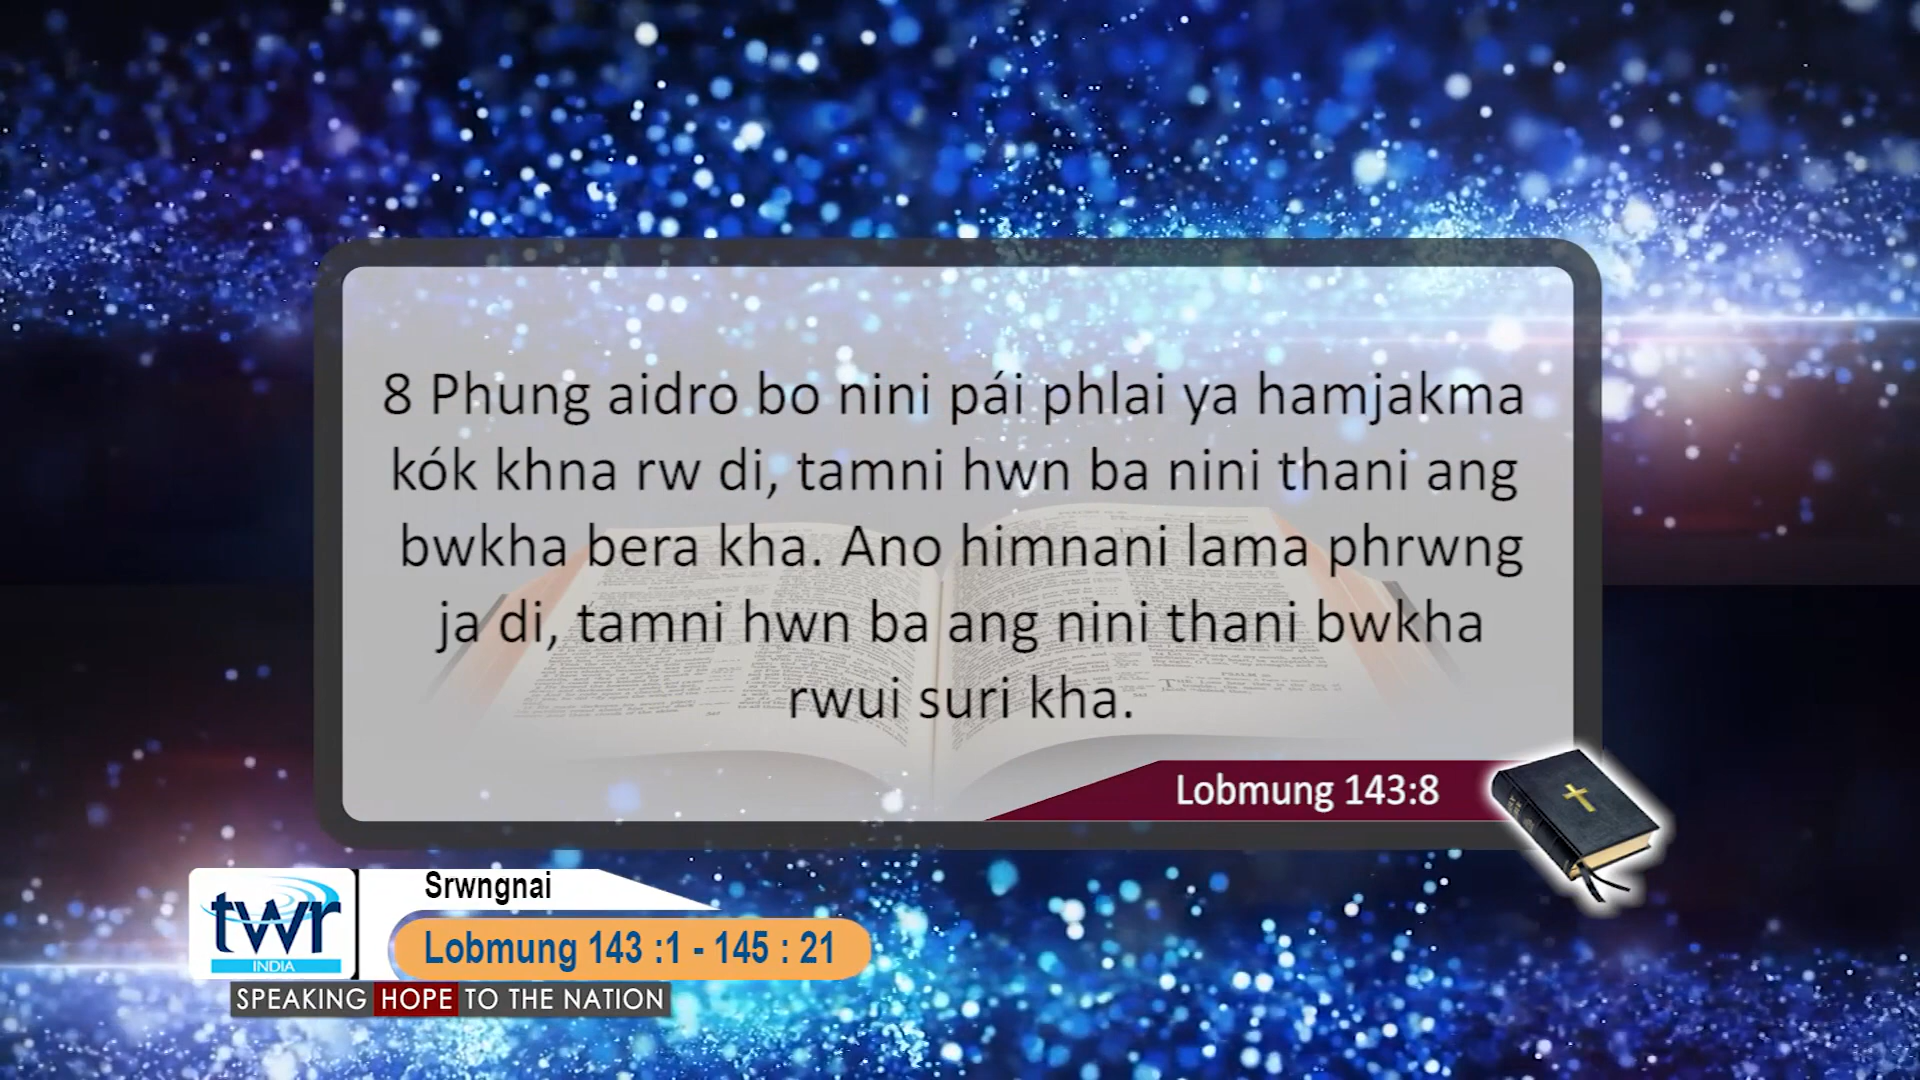 8 Phung aidro bo nini pái phlai ya hamjakma
kók khna rw di, tamni hwn ba nini thani ang
bwkha bera kha. Ano himnani lama phrwng
ja di, tamni hwn ba ang nini thani bwkha
rwui suri kha.
Lobmung 143:8
Srwngnai
Lobmung 143 :1 - 145 : 21
twr
INDIA
SPEAKING HOPE TO THE NATION